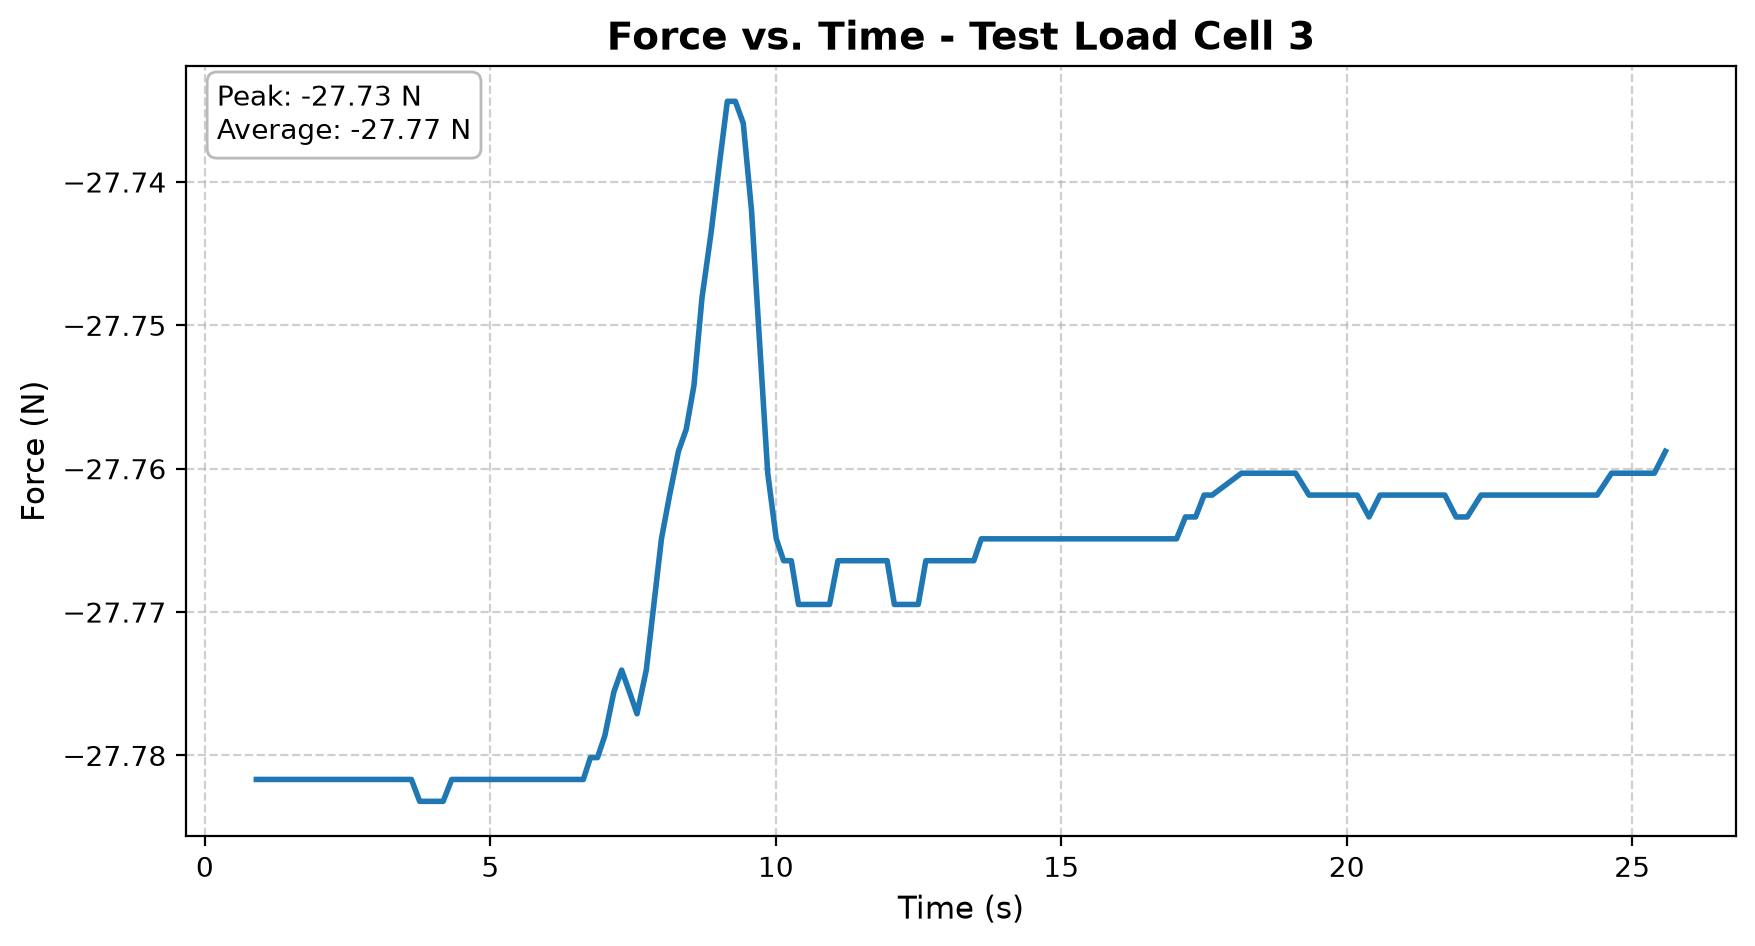 Force vs. Time - Test Load Cell 3
Peak: -27.73 N
Average: -27.77 N
−27.74
−27.75
−27.76
−27.77
−27.78
Force (N)
0 5 10 15 20 25
Time (s)